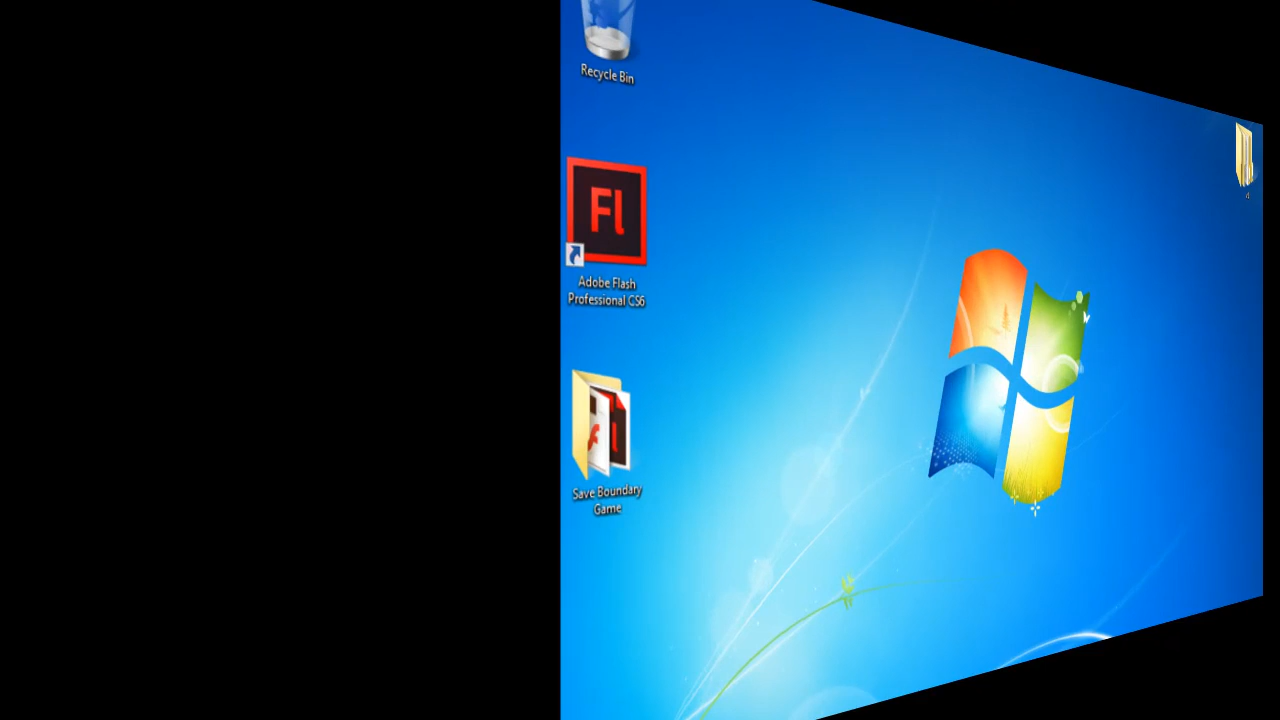 Recycle Bin
Fl
Adobe Flash
Professional CS6
Save Boundary
Game